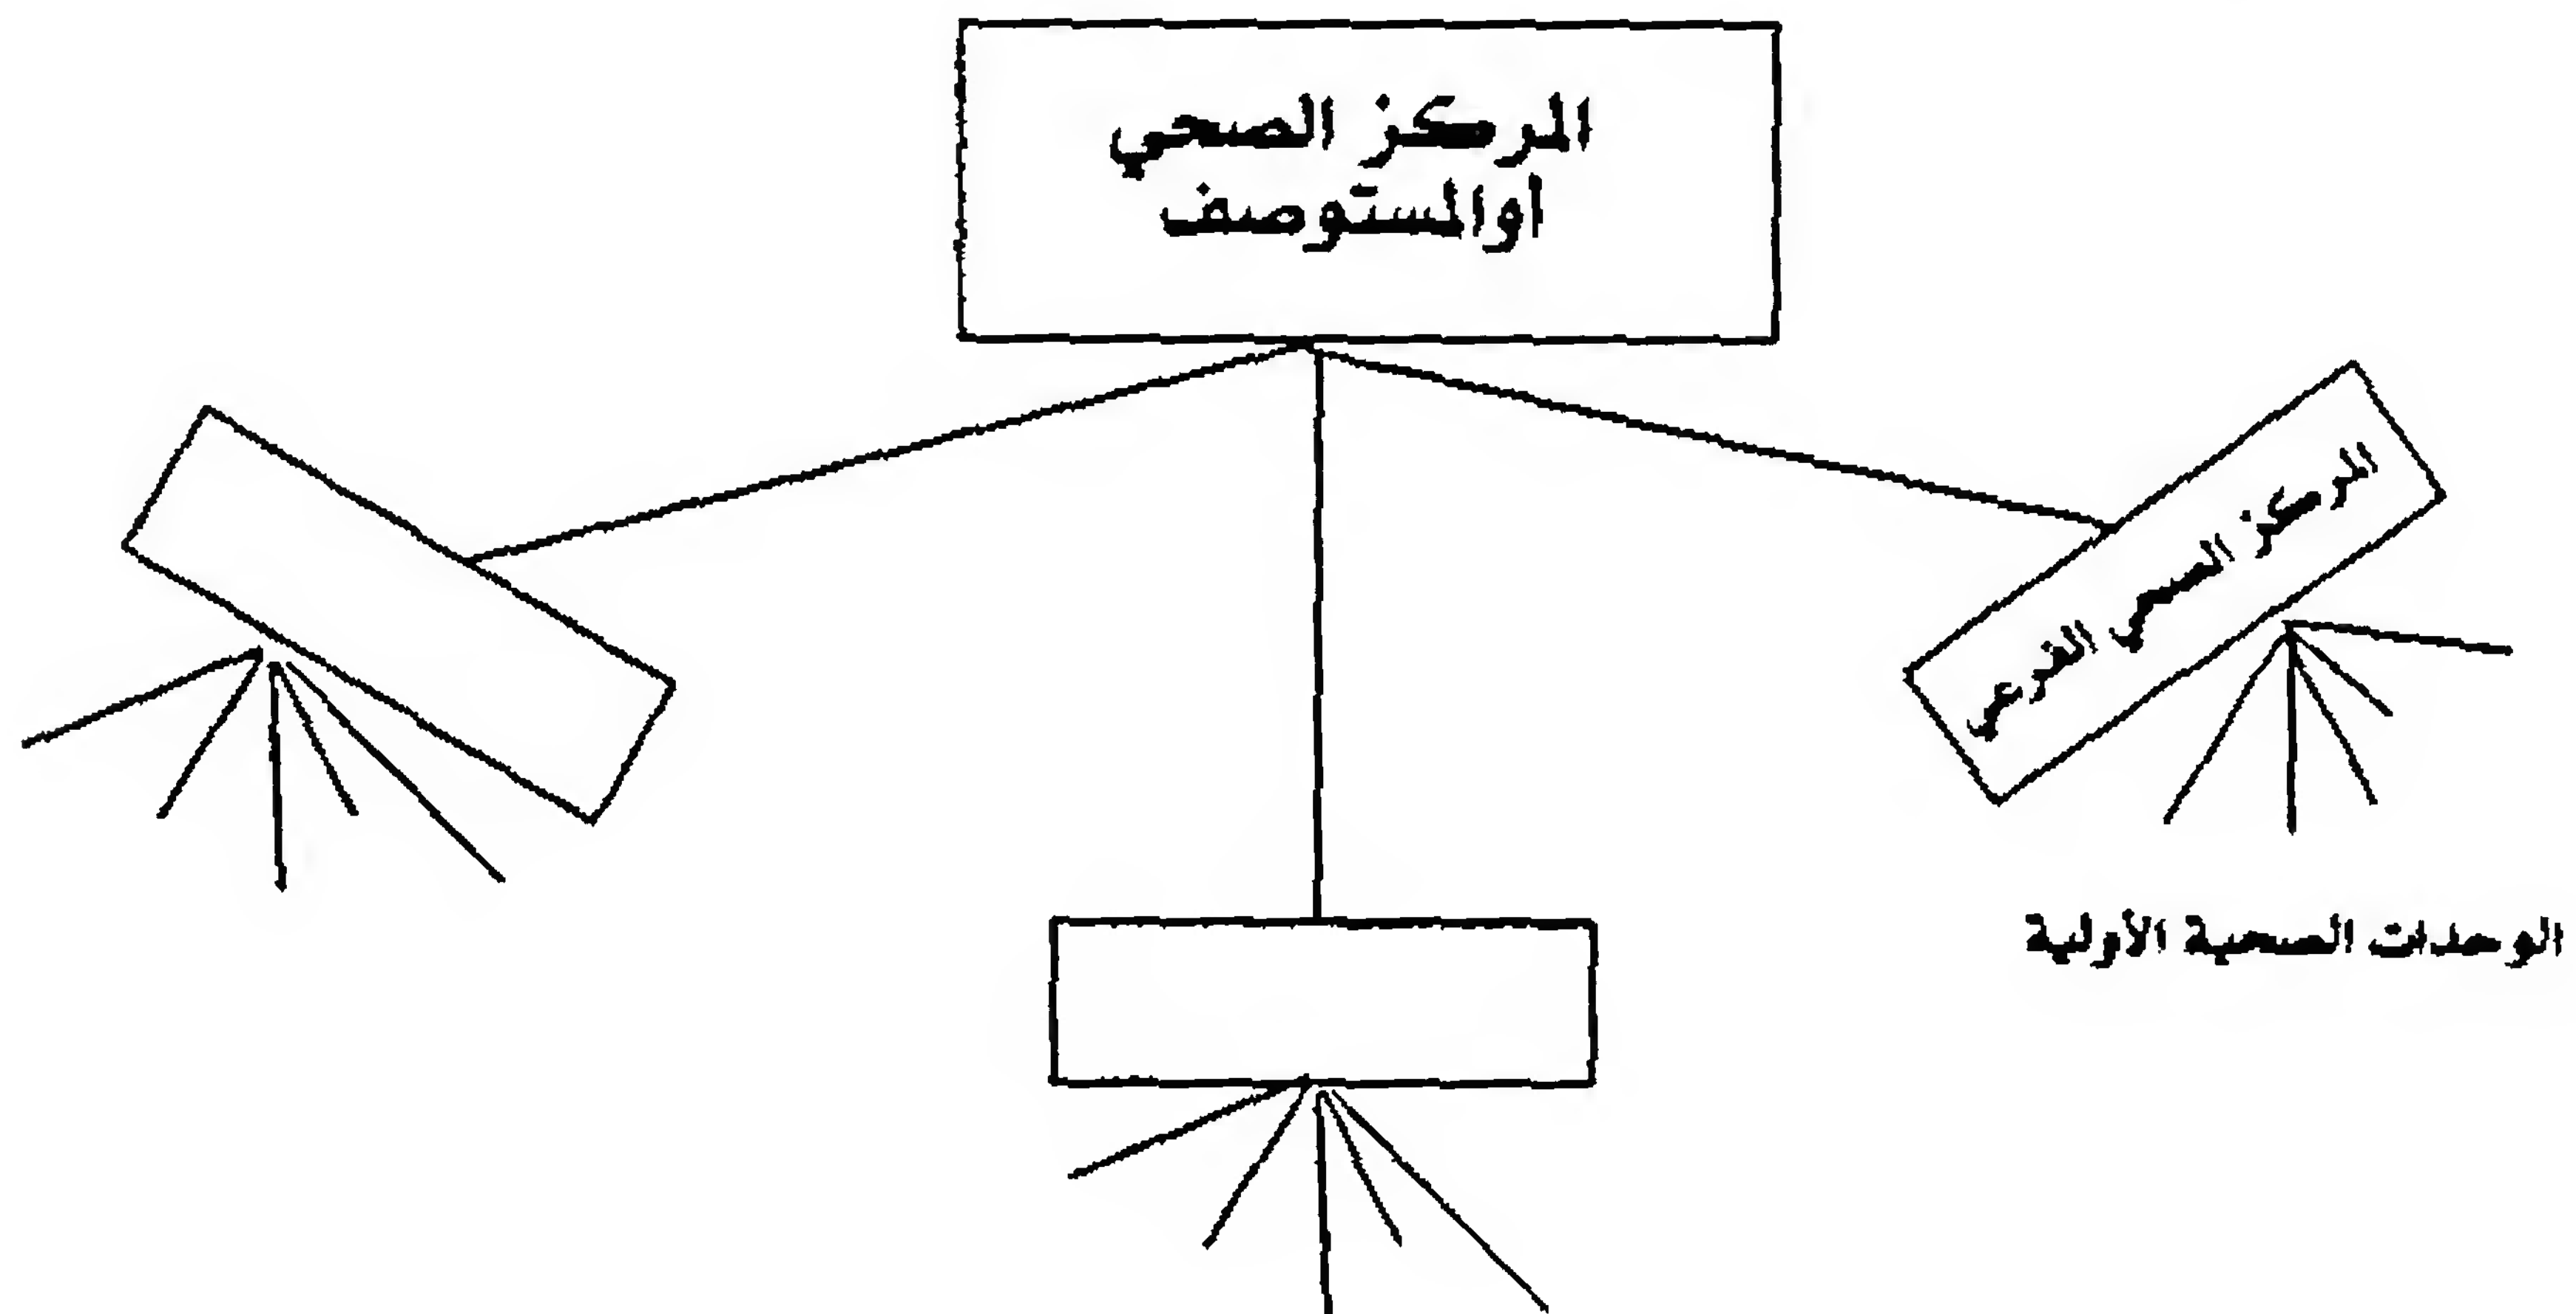 المركز الصحي
اوالمستوصف
المركز الصحي الفرعي
الوحدات الصحية الأولية